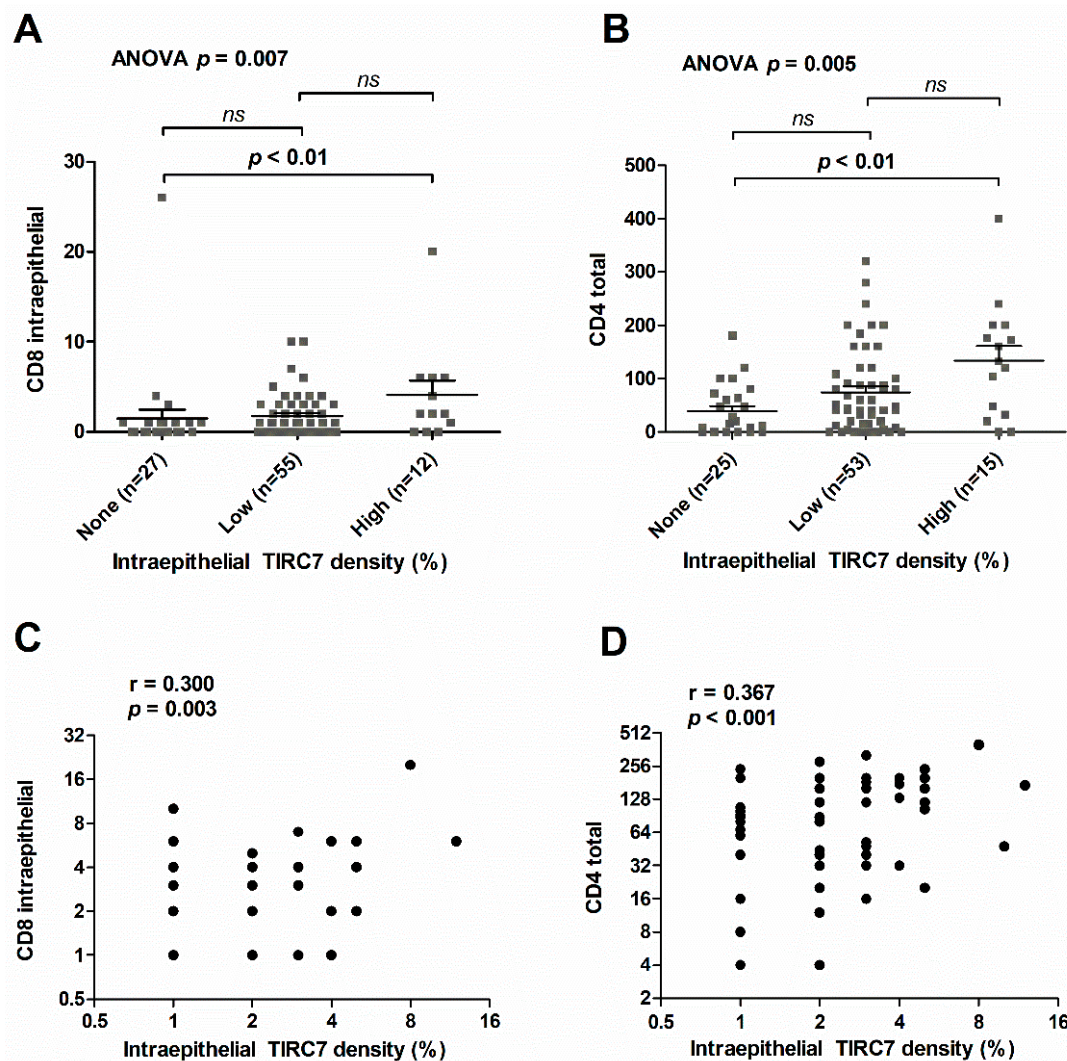 A
ANOVA p = 0.007
ns
ns
p < 0.01
30
20
10
0
CD8 intraepithelial
None (n=27)
Low (n=55)
High (n=12)
Intraepithelial TIRC7 density (%)
B
ANOVA p = 0.005
ns
ns
p < 0.01
500
400
300
200
100
0
CD4 total
None (n=25)
Low (n=53)
High (n=15)
Intraepithelial TIRC7 density (%)
C
r = 0.300
p = 0.003
32
16
8
4
2
1
0.5
CD8 intraepithelial
0.5 1 2 4 8 16
Intraepithelial TIRC7 density (%)
D
r = 0.367
p < 0.001
512
256
128
64
32
16
8
4
2
CD4 total
0.5 1 2 4 8 16
Intraepithelial TIRC7 density (%)